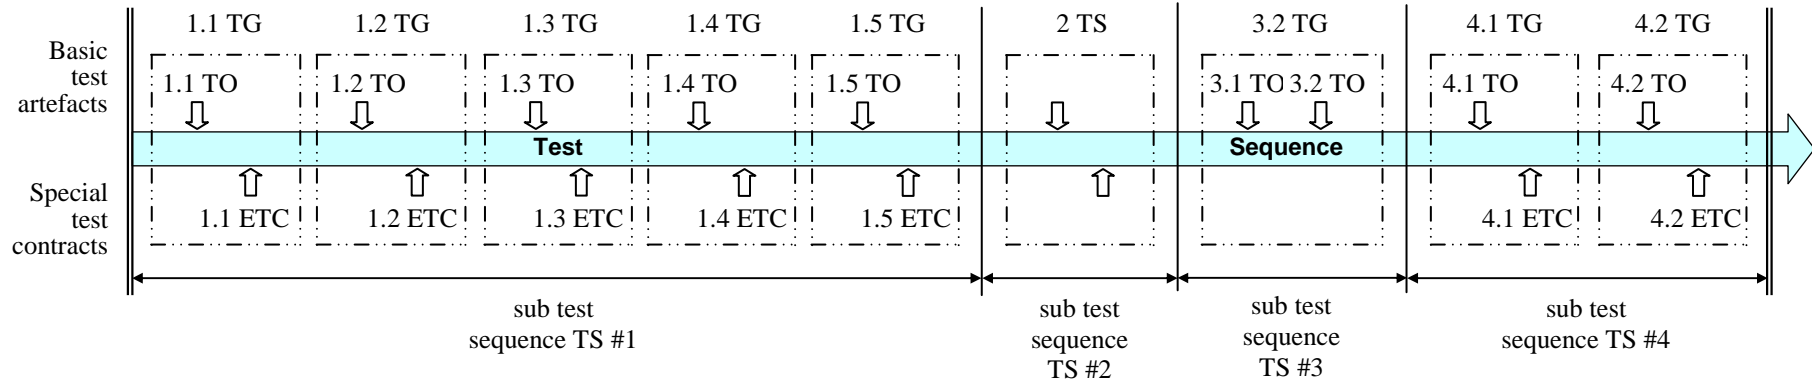 1.1 TG 1.2 TG 1.3 TG 1.4 TG 1.5 TG 2 TS 3.2 TG 4.1 TG 4.2 TG
Basic
test
artefacts
1.1 TO 1.2 TO 1.3 TO 1.4 TO 1.5 TO 3.1 TO 3.2 TO 4.1 TO 4.2 TO
Test Sequence
Special
test
contracts
1.1 ETC 1.2 ETC 1.3 ETC 1.4 ETC 1.5 ETC 4.1 ETC 4.2 ETC
sub test
sequence TS #1
sub test
sequence
TS #2
sub test
sequence
TS #3
sub test
sequence TS #4